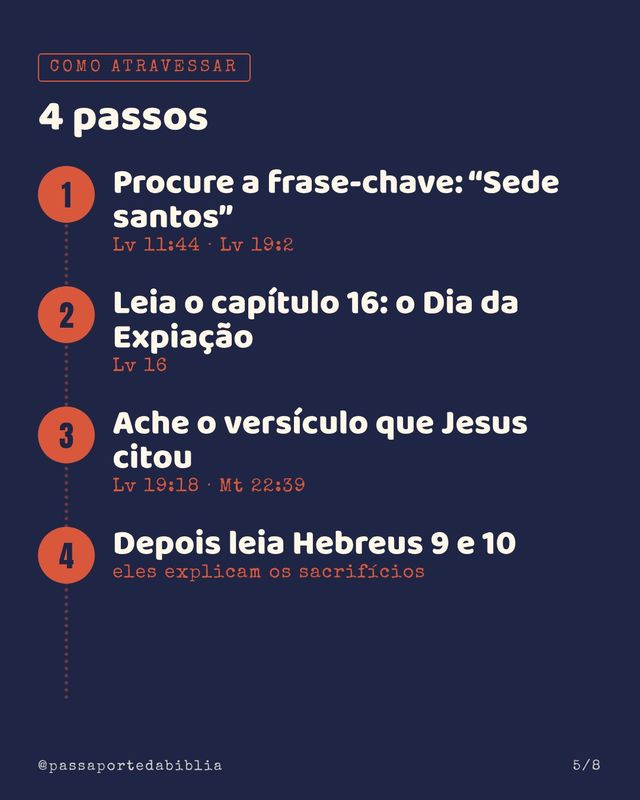 COMO ATRAVESSAR
4 passos
1
Procure a frase-chave: “Sede
santos”
Lv 11:44 · Lv 19:2
2
Leia o capítulo 16: o Dia da
Expiação
Lv 16
3
Ache o versículo que Jesus
citou
Lv 19:18 · Mt 22:39
4
Depois leia Hebreus 9 e 10
eles explicam os sacrifícios
@passaportedabiblia
5/8